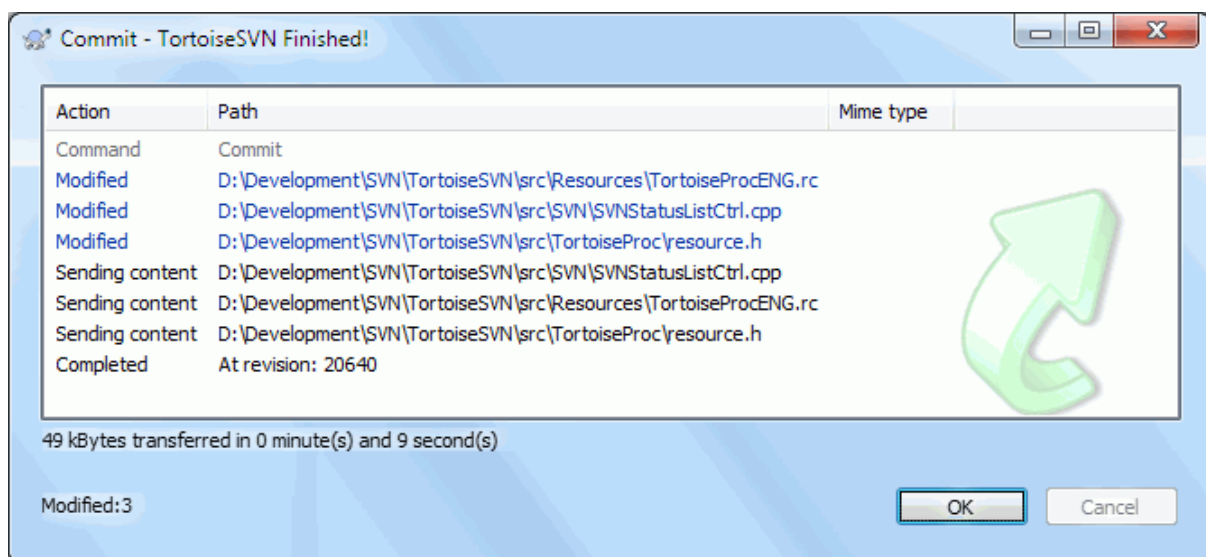 Commit - TortoiseSVN Finished!
Action Path Mime type
Command Commit
Modified D:\Development\SVN\TortoiseSVN\src\Resources\TortoiseProcENG.rc
Modified D:\Development\SVN\TortoiseSVN\src\SVN\SVNStatusListCtrl.cpp
Modified D:\Development\SVN\TortoiseSVN\src\TortoiseProc\resource.h
Sending content D:\Development\SVN\TortoiseSVN\src\SVN\SVNStatusListCtrl.cpp
Sending content D:\Development\SVN\TortoiseSVN\src\Resources\TortoiseProcENG.rc
Sending content D:\Development\SVN\TortoiseSVN\src\TortoiseProc\resource.h
Completed At revision: 20640
49 kBytes transferred in 0 minute(s) and 9 second(s)
Modified:3
OK Cancel